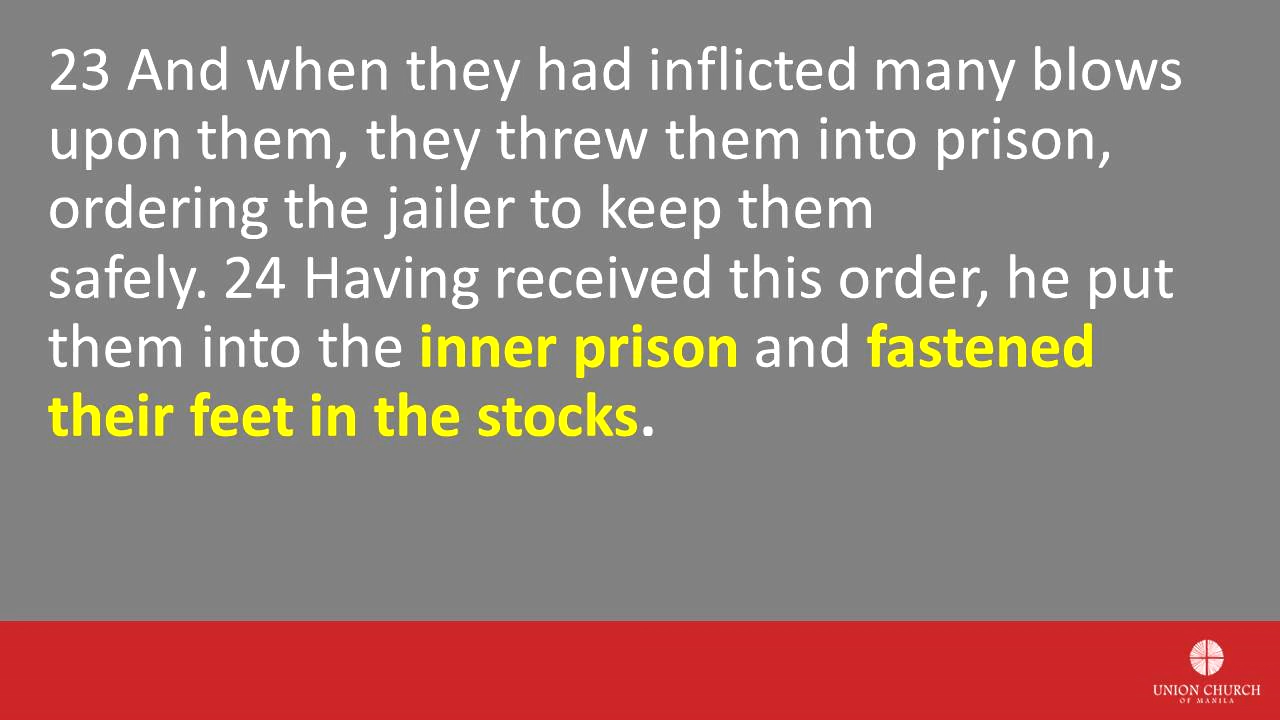 23 And when they had inflicted many blows
upon them, they threw them into prison,
ordering the jailer to keep them
safely. 24 Having received this order, he put
them into the inner prison and fastened
their feet in the stocks.
UNION CHURCH
OF MANILA